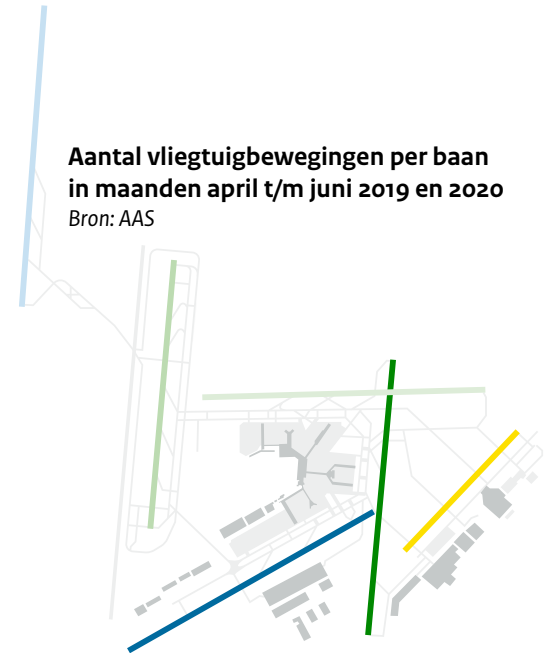 Aantal vliegtuigbewegingen per baan
in maanden april t/m juni 2019 en 2020
Bron: AAS